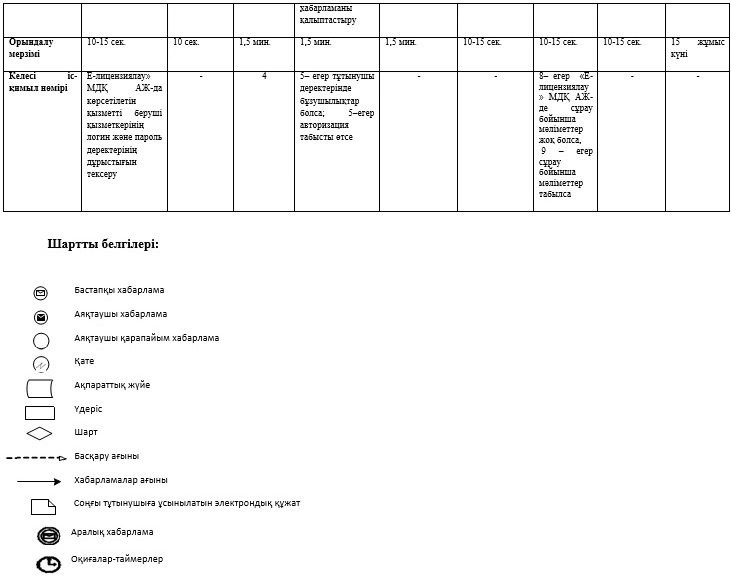 хабарламаны
қалыптастыру
Орындалу мерзімі 10-15 сек. 10 сек. 1,5 мин. 1,5 мин. 1,5 мин. 10-15 сек. 10-15 сек. 10-15 сек. 15 жұмыс күні
Келесі іс-
қимыл нөмірі
Е-лицензиялау»
МДҚ АЖ-да
көрсетілетін
қызметті беруші
қызметкерінің
логин және пароль
деректерінің
дұрыстығын
тексеру
-
4
5– егер тұтынушы
деректерінде
бұзушылықтар
болса; 5–егер
авторизация
табысты өтсе
-
-
8– егер «Е-
лицензиялау
» МДҚ АЖ-
де сұрау
бойынша
мәліметтер
жоқ болса,
9 – егер
сұрау
бойынша
мәліметтер
табылса
-
-
Шартты белгілері:
Бастапқы хабарлама
Аяқтаушы хабарлама
Аяқтаушы қарапайым хабарлама
Қате
Ақпараттық жүйе
Үдеріс
Шарт
Басқару ағыны
Хабарламалар ағыны
Соңғы тұтынушыға ұсынылатын электрондық құжат
Аралық хабарлама
Оқиғалар-таймерлер